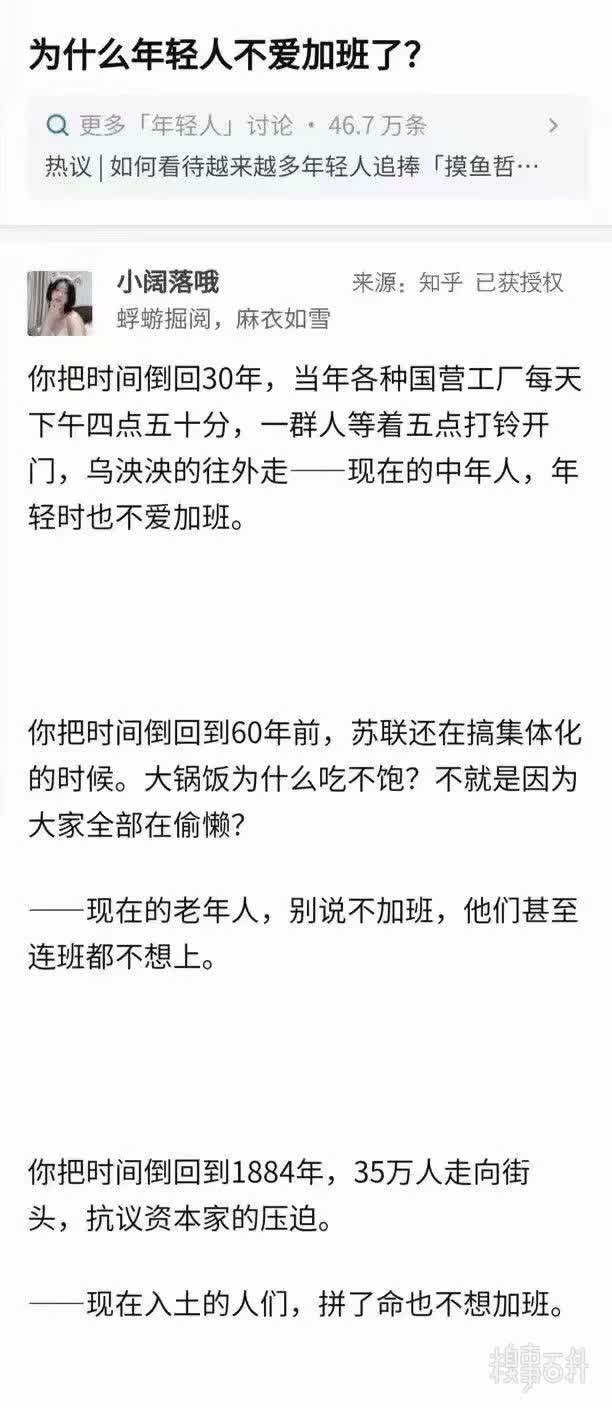 为什么年轻人不爱加班了？
更多「年轻人」讨论 · 46.7 万条
热议 | 如何看待越来越多年轻人追捧「摸鱼哲…
小阔落哦
来源：知乎 已获授权
蜉蝣掘阅，麻衣如雪
你把时间倒回30年，当年各种国营工厂每天
下午四点五十分，一群人等着五点打铃开
门，乌泱泱的往外走——现在的中年人，年
轻时也不爱加班。
你把时间倒回到60年前，苏联还在搞集体化
的时候。大锅饭为什么吃不饱？不就是因为
大家全部在偷懒？
——现在的老年人，别说不加班，他们甚至
连班都不想上。
你把时间倒回到1884年，35万人走向街
头，抗议资本家的压迫。
——现在入土的人们，拼了命也不想加班。
糗事百科